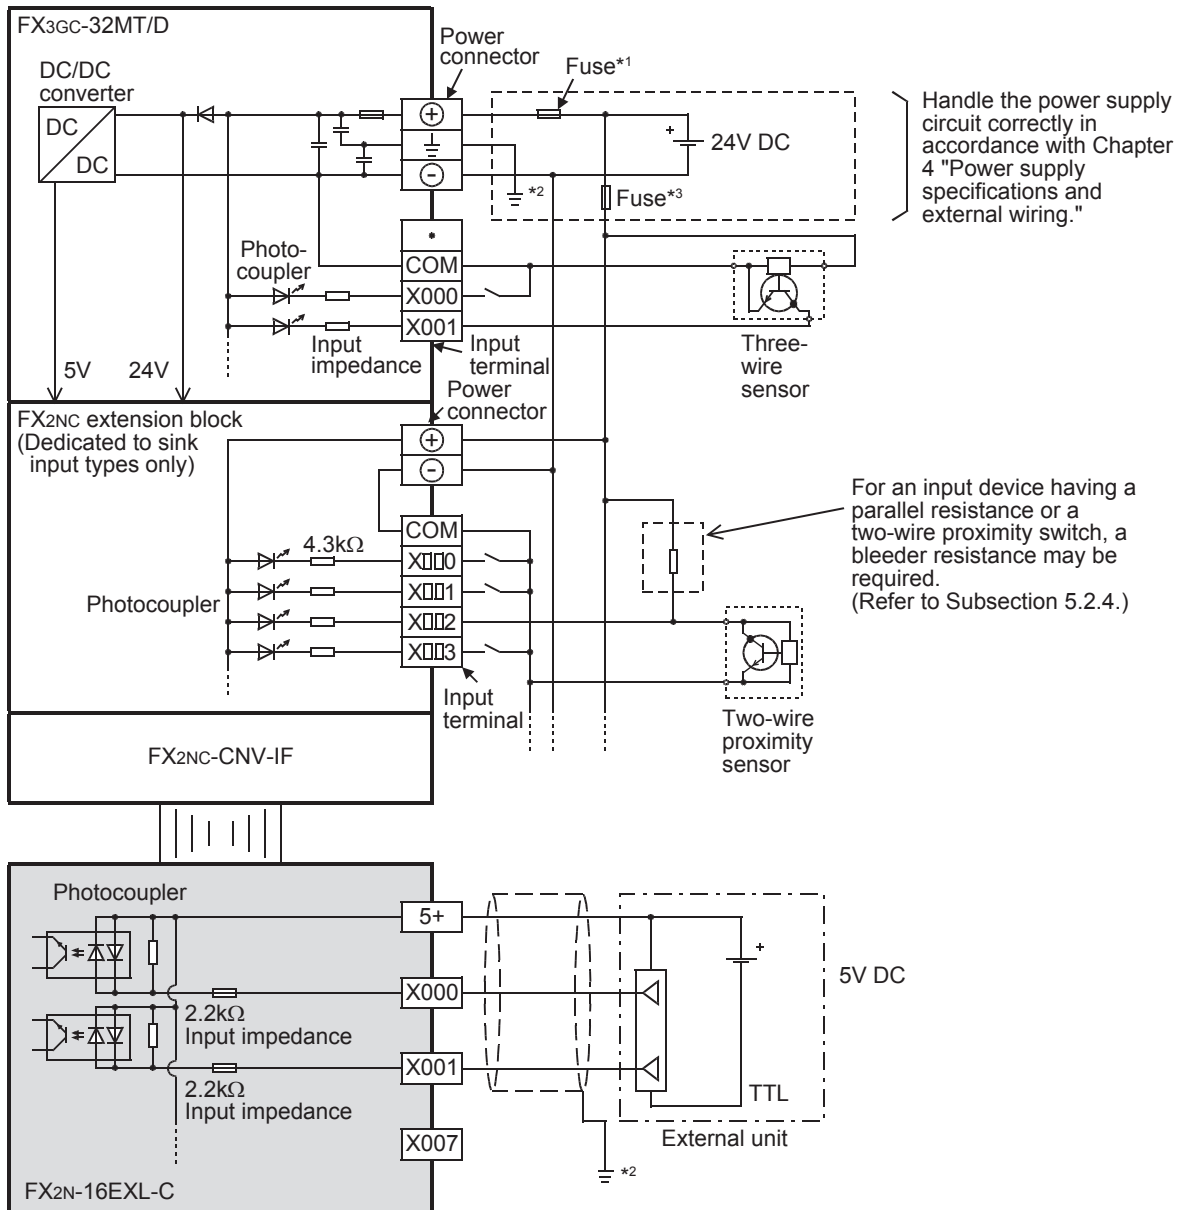 FX3GC-32MT/D
Power
connector
Fuse*1
DC/DC
converter
DC
DC
24V DC
*2
Fuse*3
Handle the power supply
circuit correctly in
accordance with Chapter
4 "Power supply
specifications and
external wiring."
•
COM
X000
X001
Photo-
coupler
Input
impedance
Input
terminal
Three-
wire
sensor
5V
24V
Power
connector
FX2NC extension block
(Dedicated to sink
input types only)
COM
4.3kΩ
X□□0
X□□1
X□□2
X□□3
Photocoupler
Input
terminal
For an input device having a
parallel resistance or a
two-wire proximity switch, a
bleeder resistance may be
required.
(Refer to Subsection 5.2.4.)
Two-wire
proximity
sensor
FX2NC-CNV-IF
Photocoupler
5+
X000
2.2kΩ
Input impedance
X001
2.2kΩ
Input impedance
X007
5V DC
TTL
External unit
*2
FX2N-16EXL-C